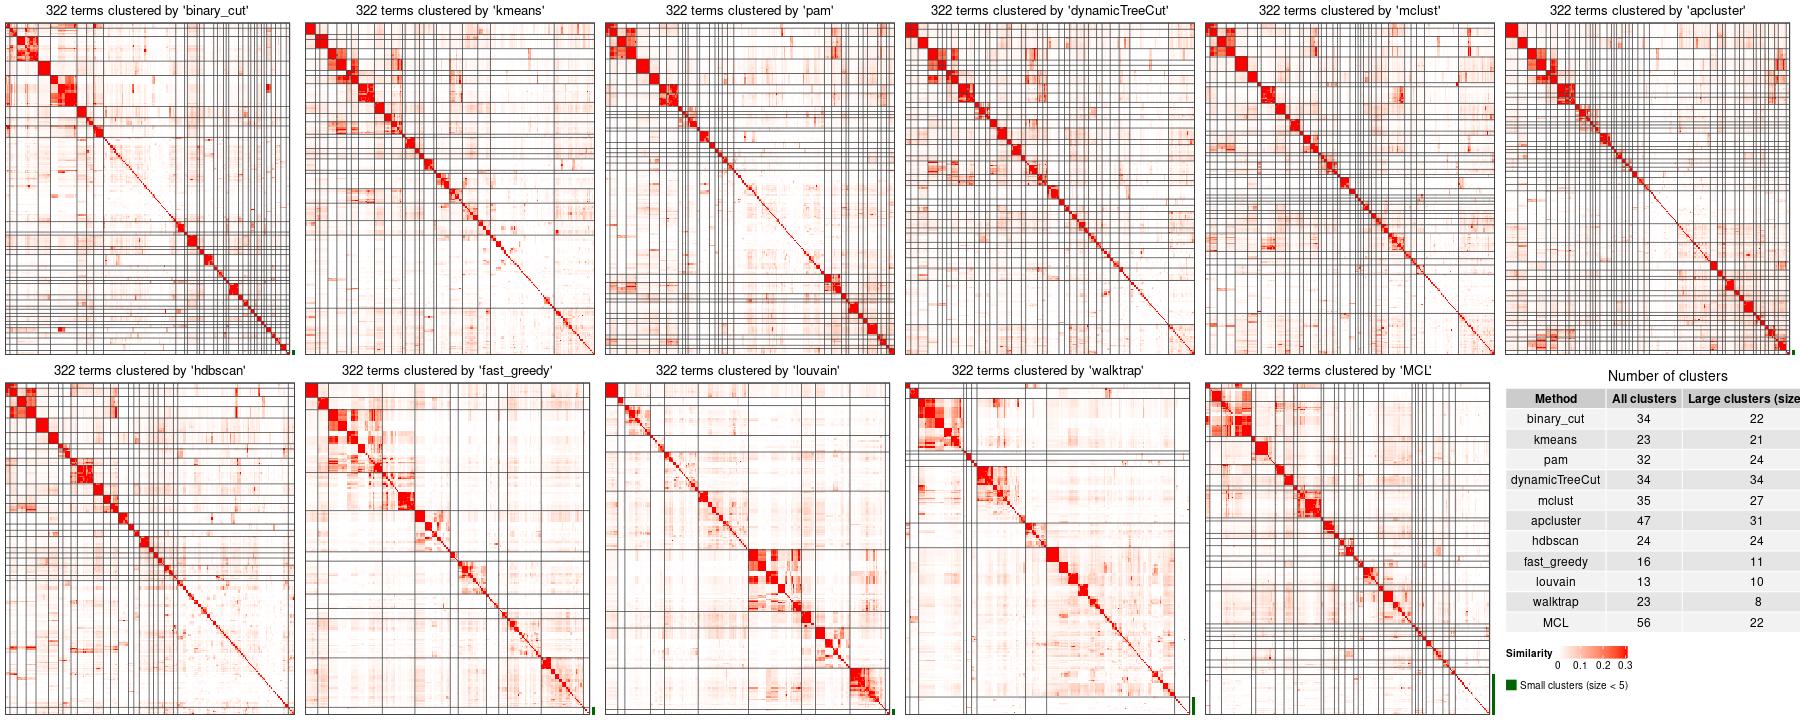 322 terms clustered by 'binary_cut'
322 terms clustered by 'kmeans'
322 terms clustered by 'pam'
322 terms clustered by 'dynamicTreeCut'
322 terms clustered by 'mclust'
322 terms clustered by 'apcluster'
322 terms clustered by 'hdbscan'
322 terms clustered by 'fast_greedy'
322 terms clustered by 'louvain'
322 terms clustered by 'walktrap'
322 terms clustered by 'MCL'
Number of clusters
Method All clusters Large clusters (size
binary_cut 34 22
kmeans 23 21
pam 32 24
dynamicTreeCut 34 34
mclust 35 27
apcluster 47 31
hdbscan 24 24
fast_greedy 16 11
louvain 13 10
walktrap 23 8
MCL 56 22
Similarity
0 0.1 0.2 0.3
Small clusters (size < 5)